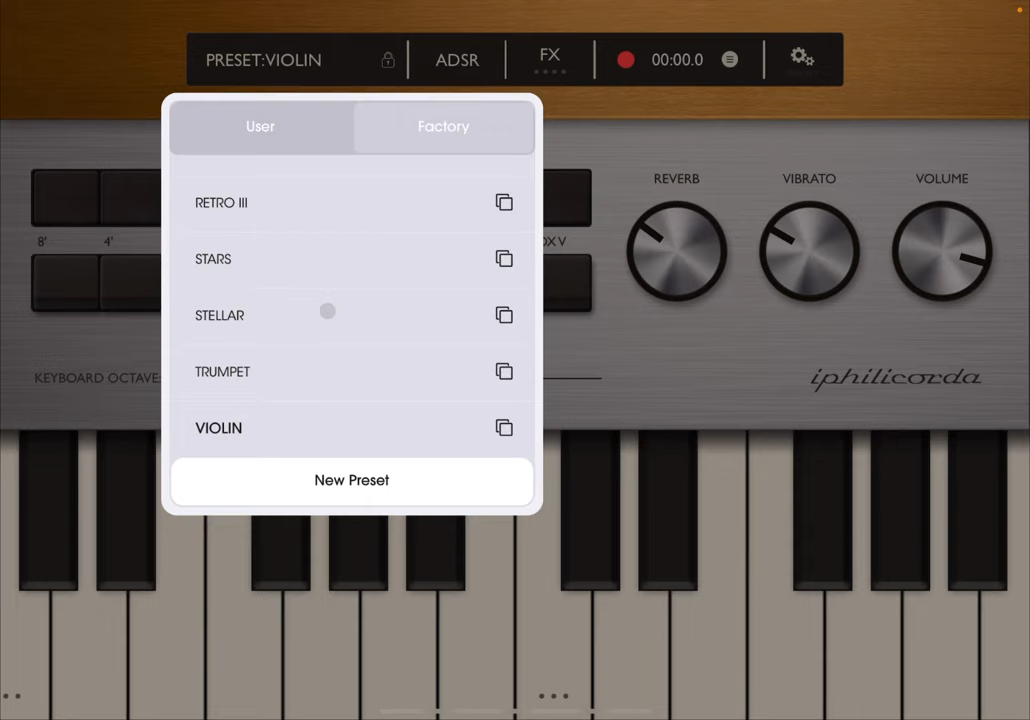 PRESET:VIOLIN
ADSR
FX
00:00.0
User
Factory
RETRO III
STARS
STELLAR
TRUMPET
VIOLIN
New Preset
REVERB
VIBRATO
VOLUME
8'
4'
KEYBOARD OCTAVE:
iphilicorda